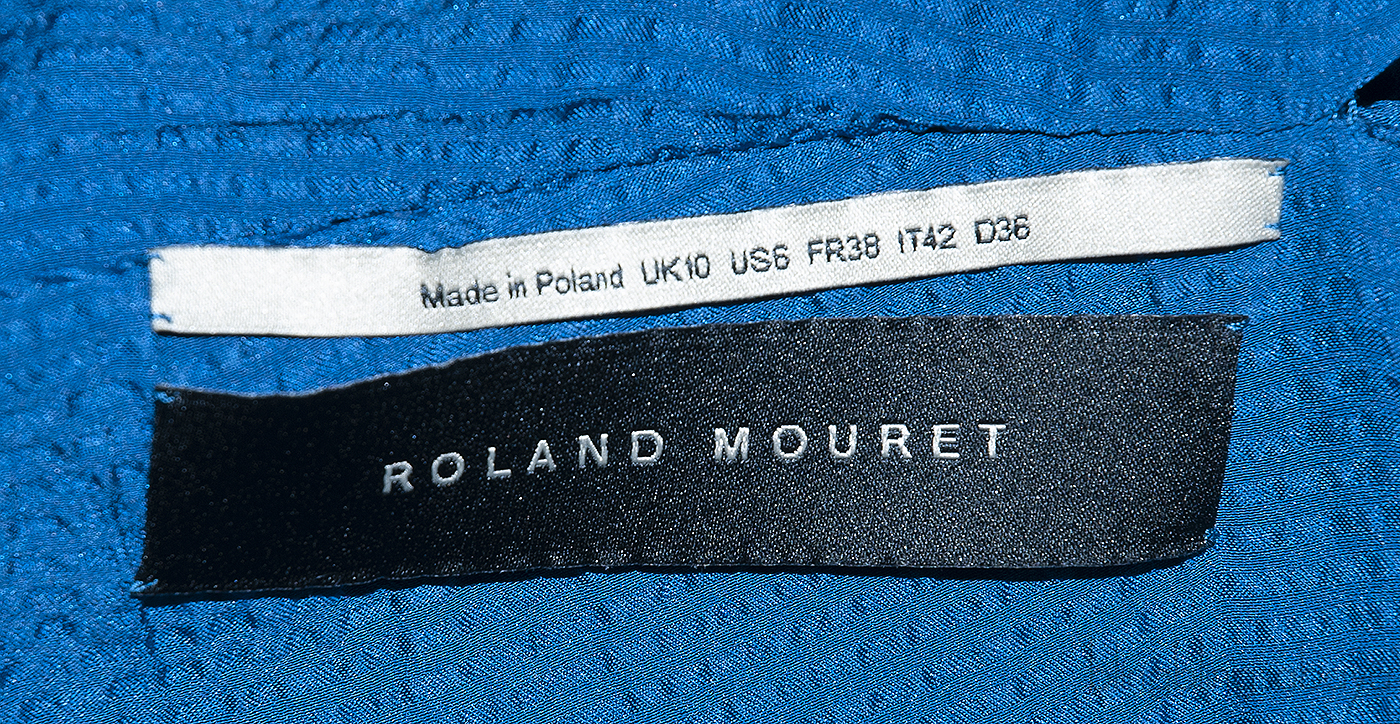 Made in Poland UK10 US6 FR38 IT42 D36
ROLAND MOURET